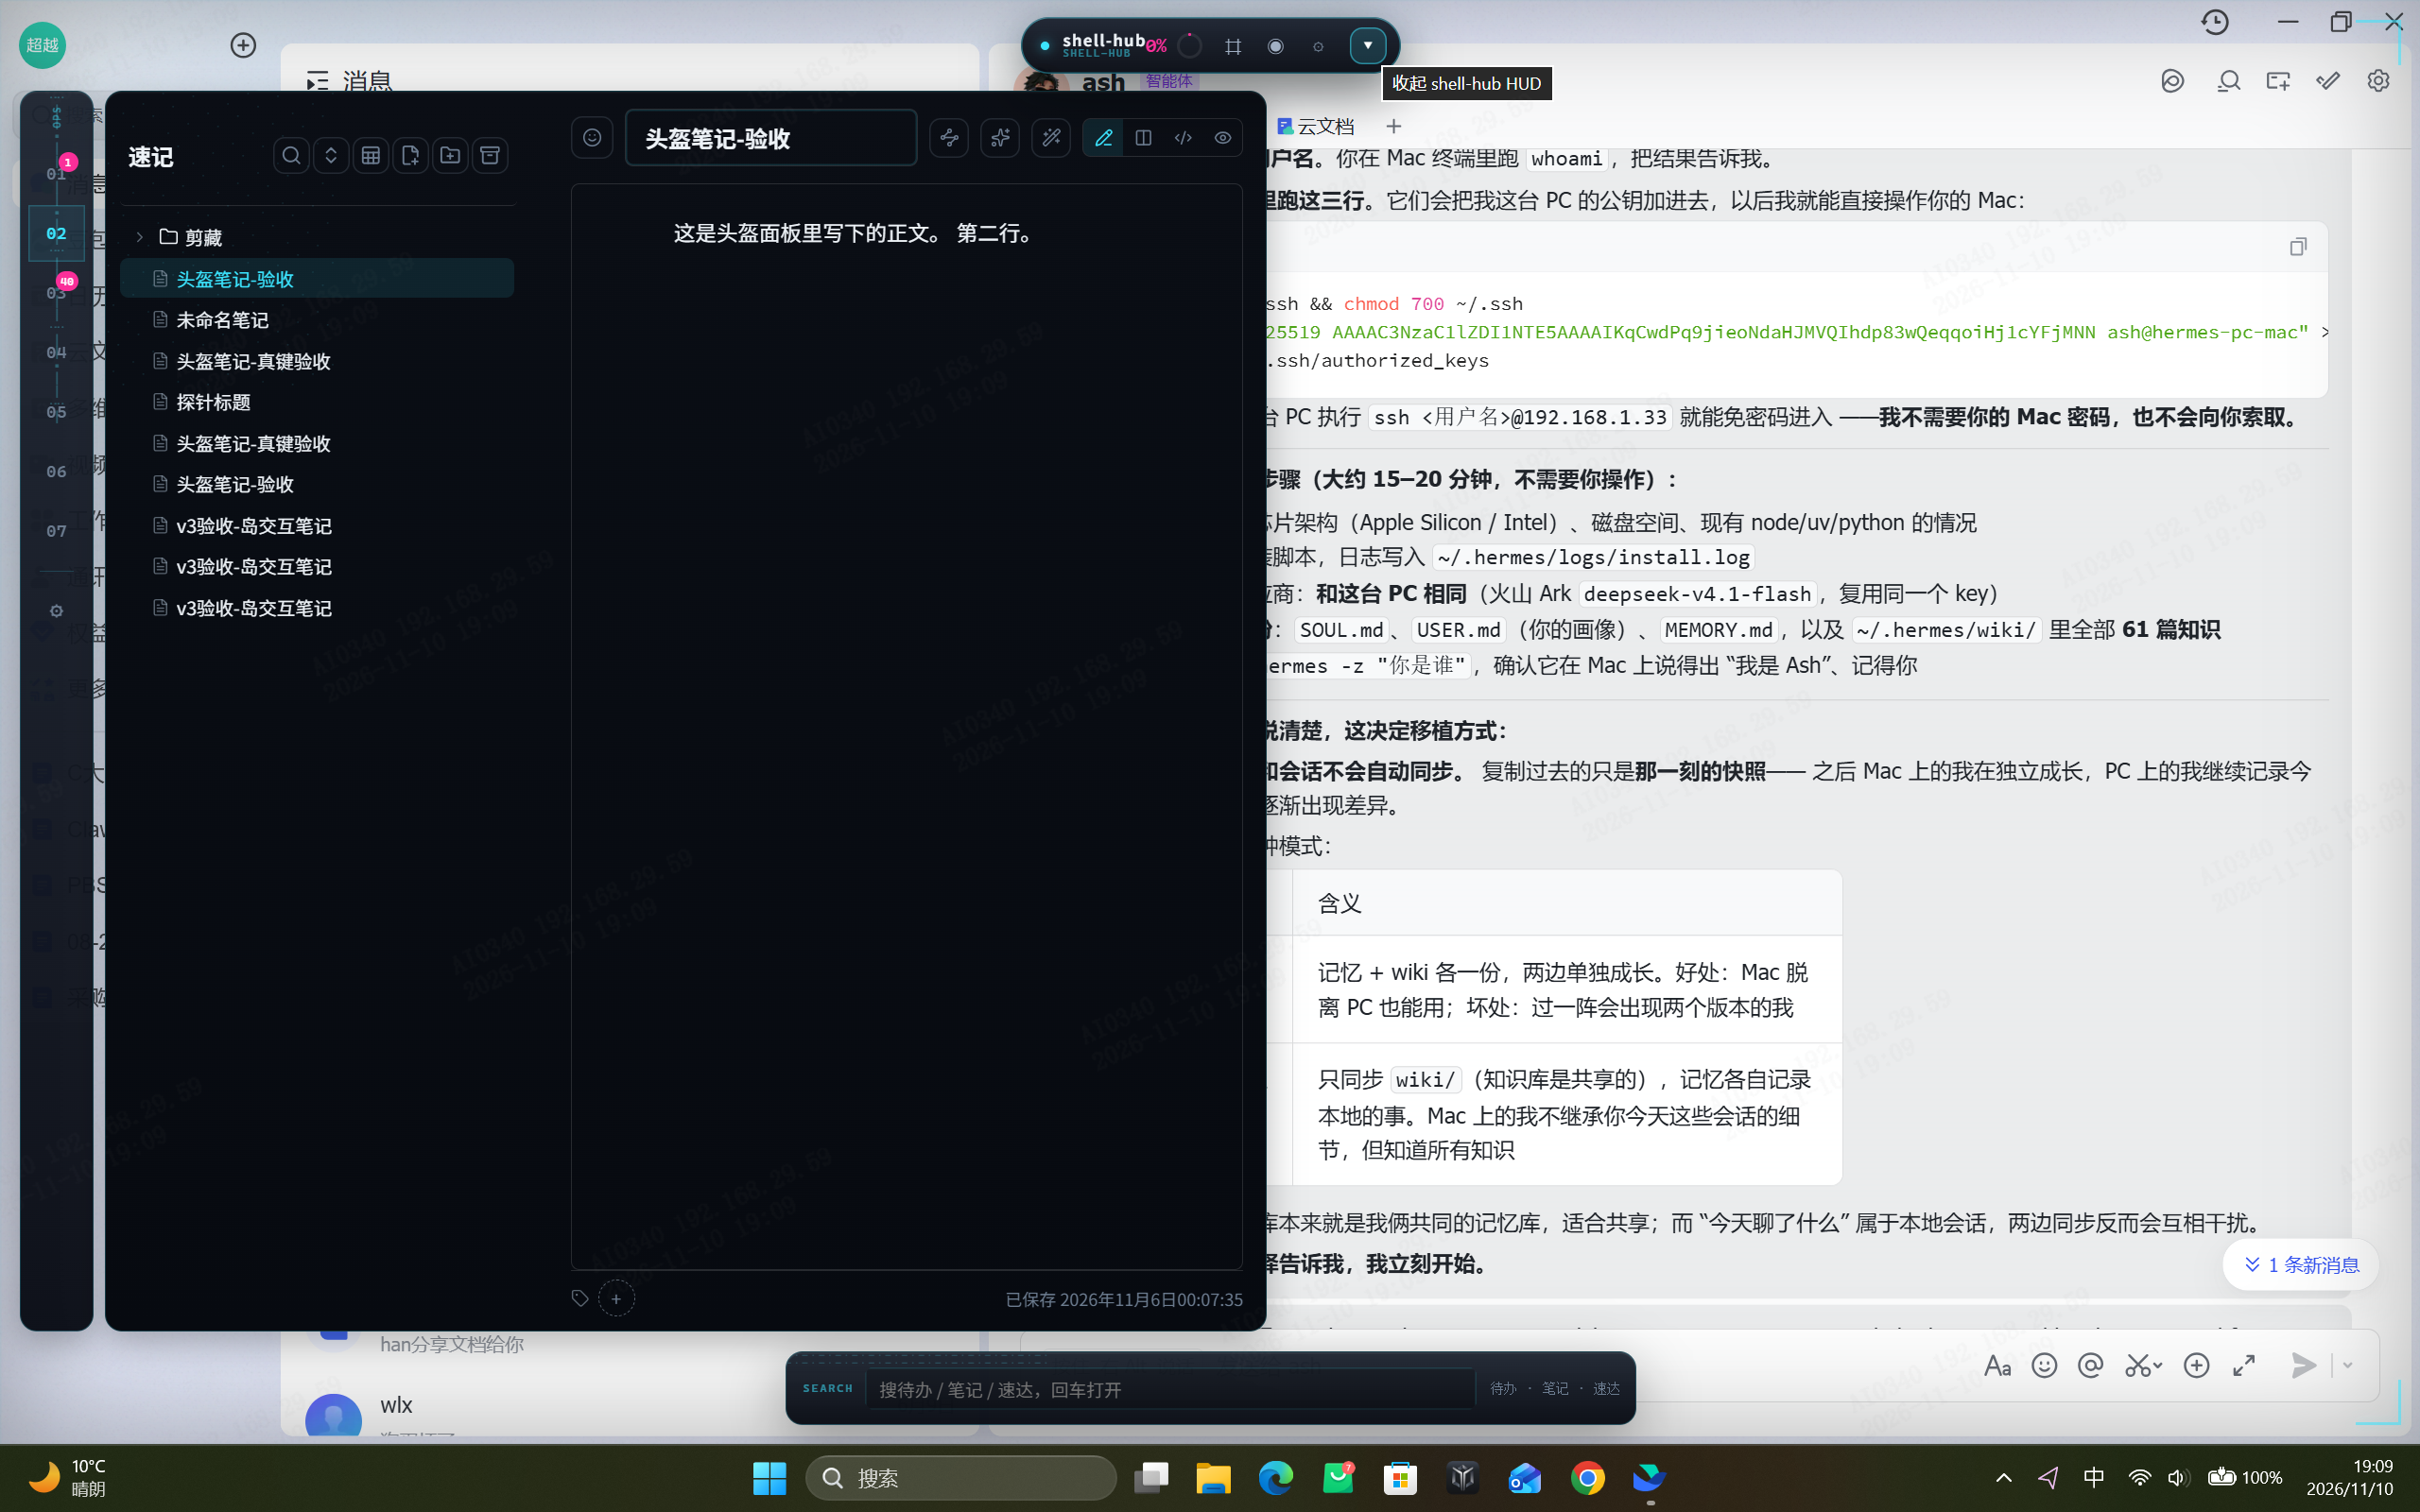 超越
消息
shell-hub
SHELL-HUB
0%
收起 shell-hub HUD
ash 智能体
云文档
OPS
01
1
02
03
40
04
05
06
07
速记
剪藏
头盔笔记-验收
未命名笔记
头盔笔记-真键验收
探针标题
头盔笔记-真键验收
头盔笔记-验收
v3验收-岛交互笔记
v3验收-岛交互笔记
v3验收-岛交互笔记
头盔笔记-验收
这是头盔面板里写下的正文。 第二行。
已保存 2026年11月6日00:07:35
户名。你在 Mac 终端里跑 whoami，把结果告诉我。
里跑这三行。它们会把我这台 PC 的公钥加进去，以后我就能直接操作你的 Mac：
ssh && chmod 700 ~/.ssh
25519 AAAAC3NzaC1lZDI1NTE5AAAAIKqCwdPq9jieoNdaHJMVQIhdp83wQeqqoiHj1cYFjMNN ash@hermes-pc-mac" >
.ssh/authorized_keys
台 PC 执行 ssh <用户名>@192.168.1.33 就能免密码进入 ——我不需要你的 Mac 密码，也不会向你索取。
步骤（大约 15–20 分钟，不需要你操作）：
芯片架构（Apple Silicon / Intel）、磁盘空间、现有 node/uv/python 的情况
装脚本，日志写入 ~/.hermes/logs/install.log
应商：和这台 PC 相同（火山 Ark deepseek-v4.1-flash，复用同一个 key）
份：SOUL.md、USER.md（你的画像）、MEMORY.md，以及 ~/.hermes/wiki/ 里全部 61 篇知识
hermes -z "你是谁"，确认它在 Mac 上说得出 “我是 Ash”、记得你
说清楚，这决定移植方式：
和会话不会自动同步。 复制过去的只是那一刻的快照—— 之后 Mac 上的我在独立成长，PC 上的我继续记录今
逐渐出现差异。
种模式：
含义
记忆 + wiki 各一份，两边单独成长。好处：Mac 脱
离 PC 也能用；坏处：过一阵会出现两个版本的我
只同步 wiki/（知识库是共享的），记忆各自记录
本地的事。Mac 上的我不继承你今天这些会话的细
节，但知道所有知识
库本来就是我俩共同的记忆库，适合共享；而 “今天聊了什么” 属于本地会话，两边同步反而会互相干扰。
择告诉我，我立刻开始。
1 条新消息
han分享文档给你
wlx
SEARCH
搜待办 / 笔记 / 速达，回车打开
待办 · 笔记 · 速达
10°C
晴朗
搜索
7
中
100%
19:09
2026/11/10
AI0340 192.168.29.59
2026-11-10 19:09